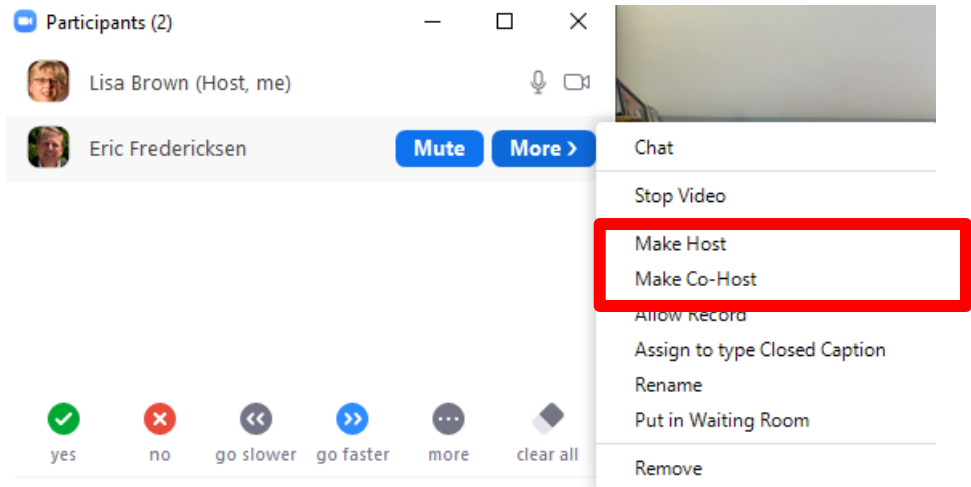 Participants (2)
Lisa Brown (Host, me)
Eric Fredericksen
Mute
More >
Chat
Stop Video
Make Host
Make Co-Host
Allow Record
Assign to type Closed Caption
Rename
Put in Waiting Room
Remove
yes
no
go slower
go faster
more
clear all